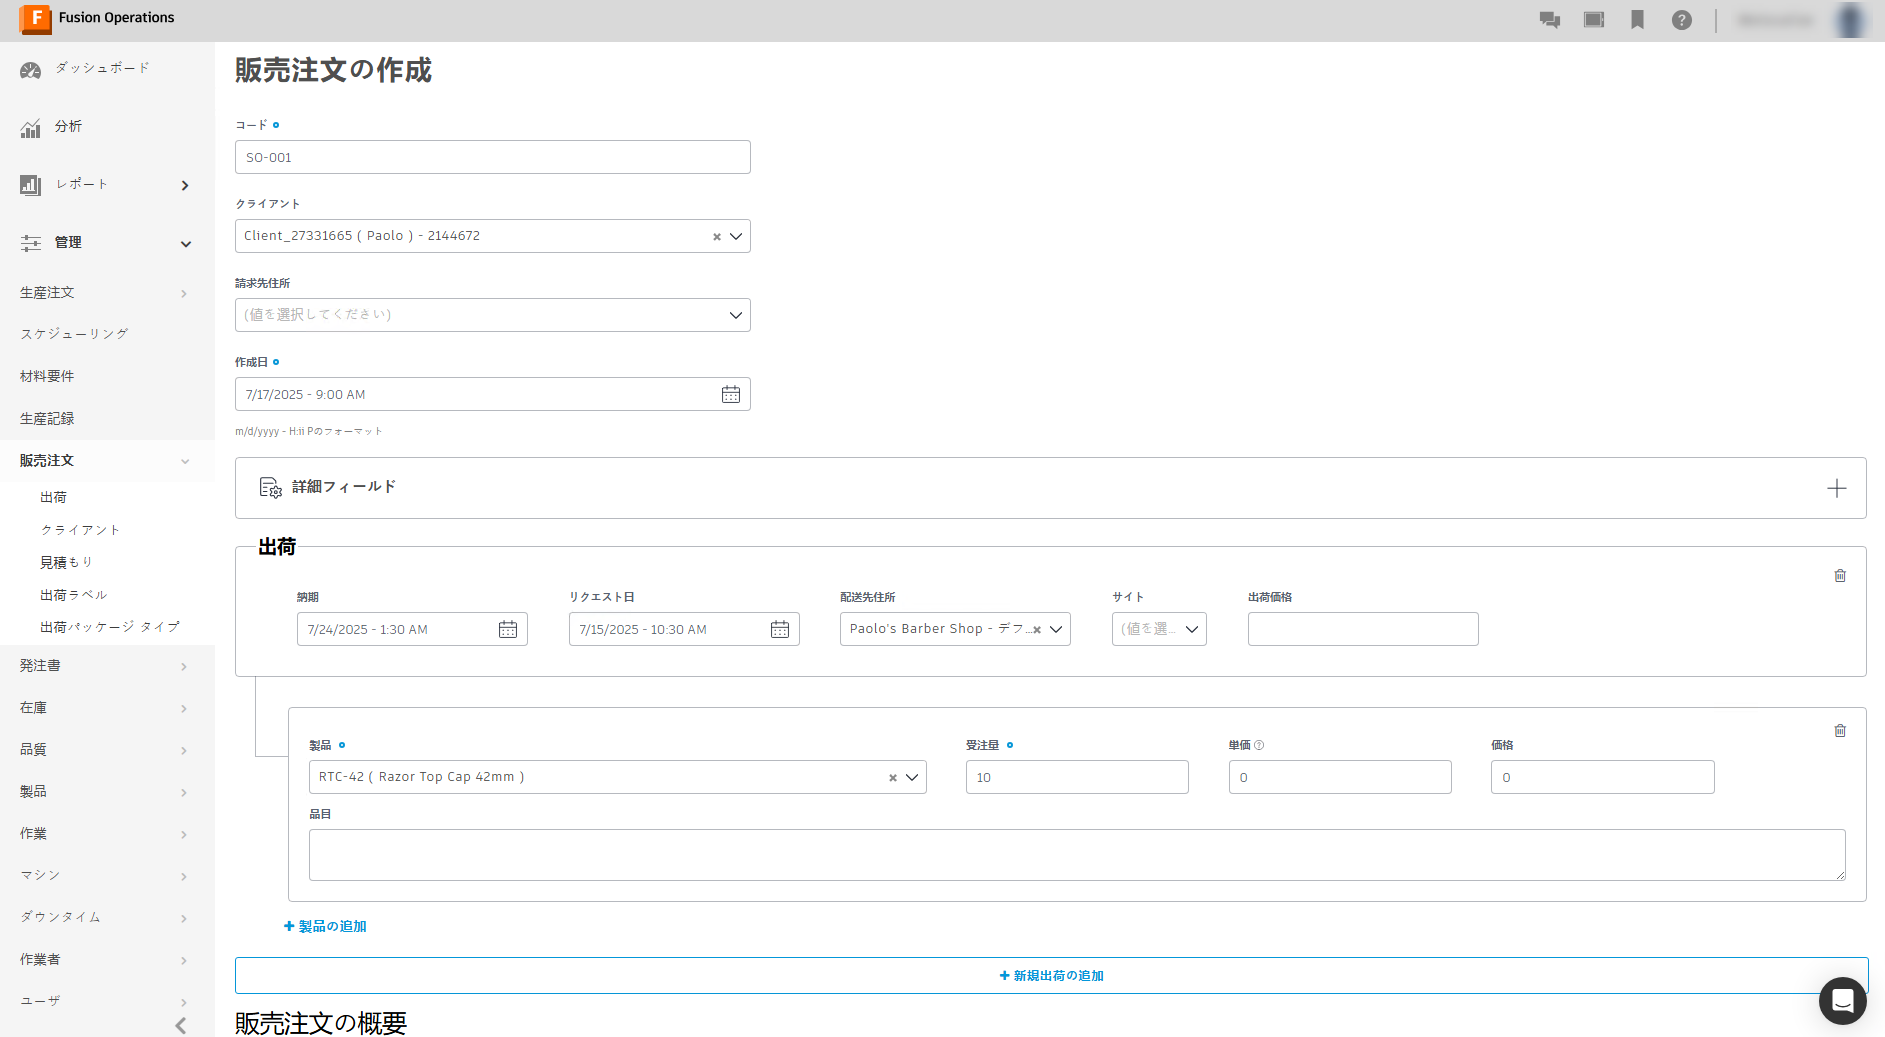 F Fusion Operations
?
ダッシュボード
分析
レポート
管理
生産注文
スケジューリング
材料要件
生産記録
販売注文
出荷
クライアント
見積もり
出荷ラベル
出荷パッケージ タイプ
発注書
在庫
品質
製品
作業
マシン
ダウンタイム
作業者
ユーザ
販売注文の作成
コード
SO-001
クライアント
Client_27331665 ( Paolo ) - 2144672
請求先住所
(値を選択してください)
作成日
7/17/2025 - 9:00 AM
m/d/yyyy - H:ii Pのフォーマット
詳細フィールド
出荷
納期 リクエスト日 配送先住所 サイト 出荷価格
7/24/2025 - 1:30 AM 7/15/2025 - 10:30 AM Paolo's Barber Shop - デフ... (値を選...
製品 受注量 単価 ? 価格
RTC-42 ( Razor Top Cap 42mm ) 10 0 0
品目
+ 製品の追加
+ 新規出荷の追加
販売注文の概要